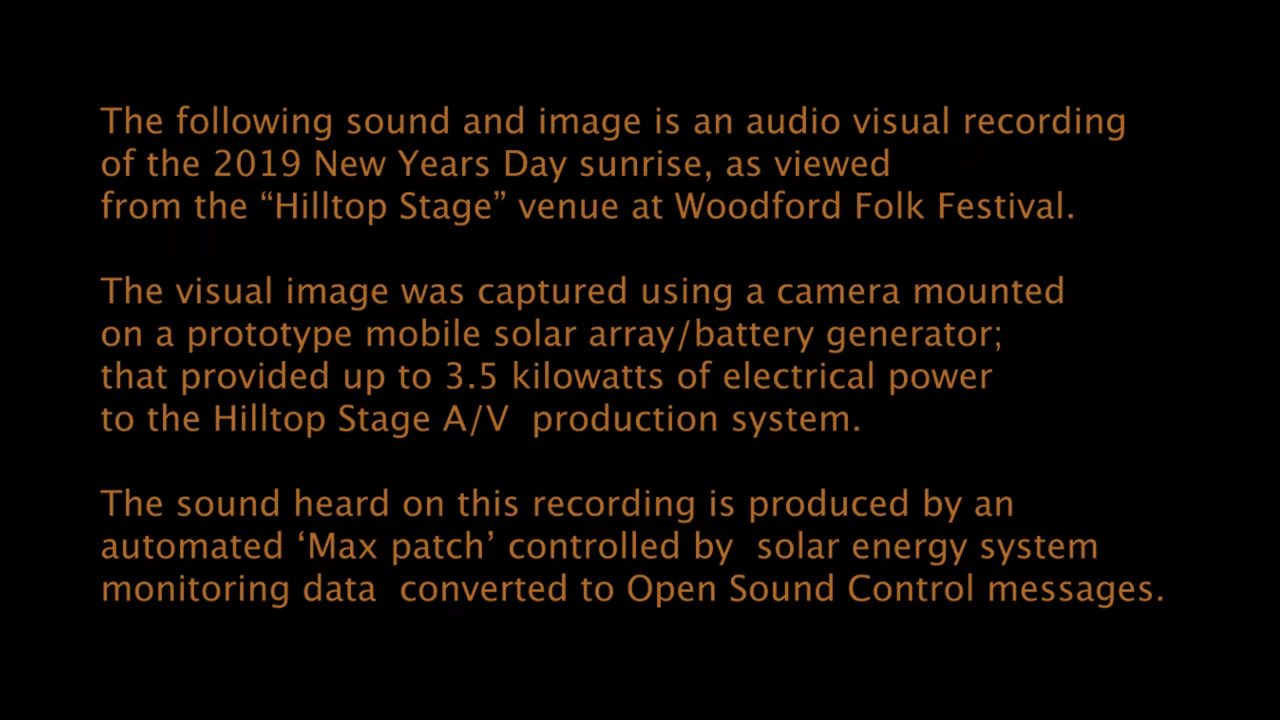 The following sound and image is an audio visual recording
of the 2019 New Years Day sunrise, as viewed
from the “Hilltop Stage” venue at Woodford Folk Festival.
The visual image was captured using a camera mounted
on a prototype mobile solar array/battery generator;
that provided up to 3.5 kilowatts of electrical power
to the Hilltop Stage A/V  production system.
The sound heard on this recording is produced by an
automated ‘Max patch’ controlled by  solar energy system
monitoring data  converted to Open Sound Control messages.